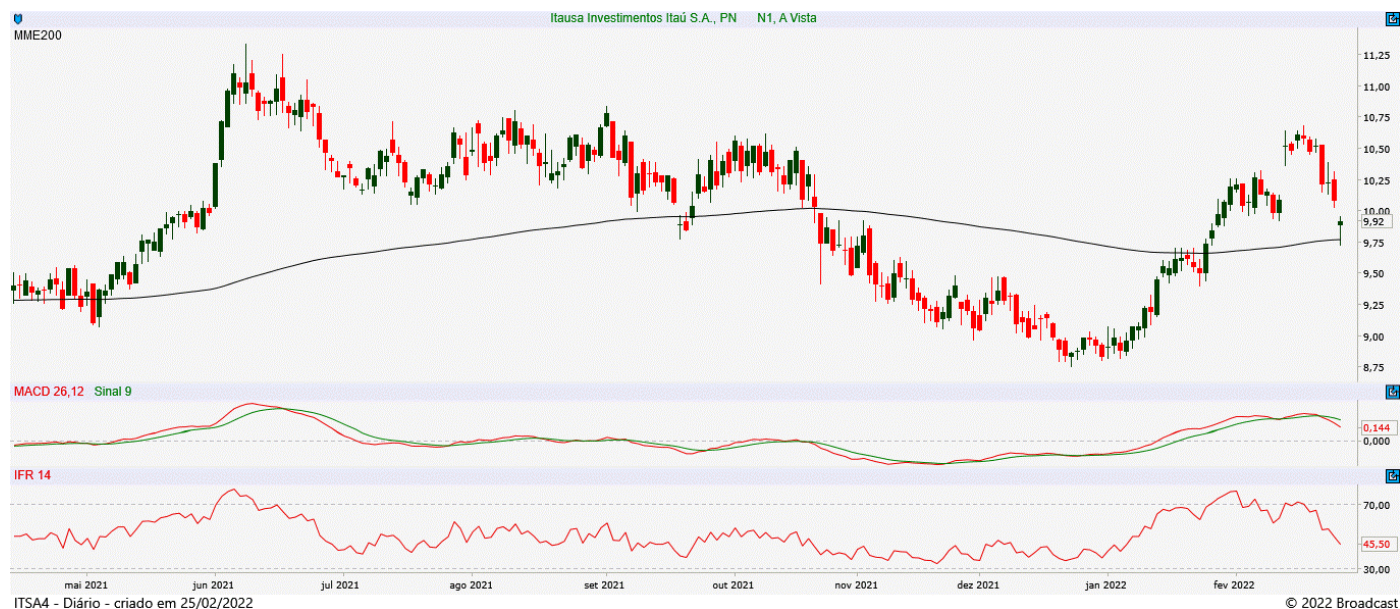 Itausa Investimentos Itaú S.A., PN N1, A Vista
MME200
11,25
11,00
10,75
10,50
10,25
10,00
9,92
9,75
9,50
9,25
9,00
8,75
MACD 26,12 Sinal 9
0,144
0,000
IFR 14
70,00
45,50
30,00
mai 2021 jun 2021 jul 2021 ago 2021 set 2021 out 2021 nov 2021 dez 2021 jan 2022 fev 2022
ITSA4 - Diário - criado em 25/02/2022 © 2022 Broadcast